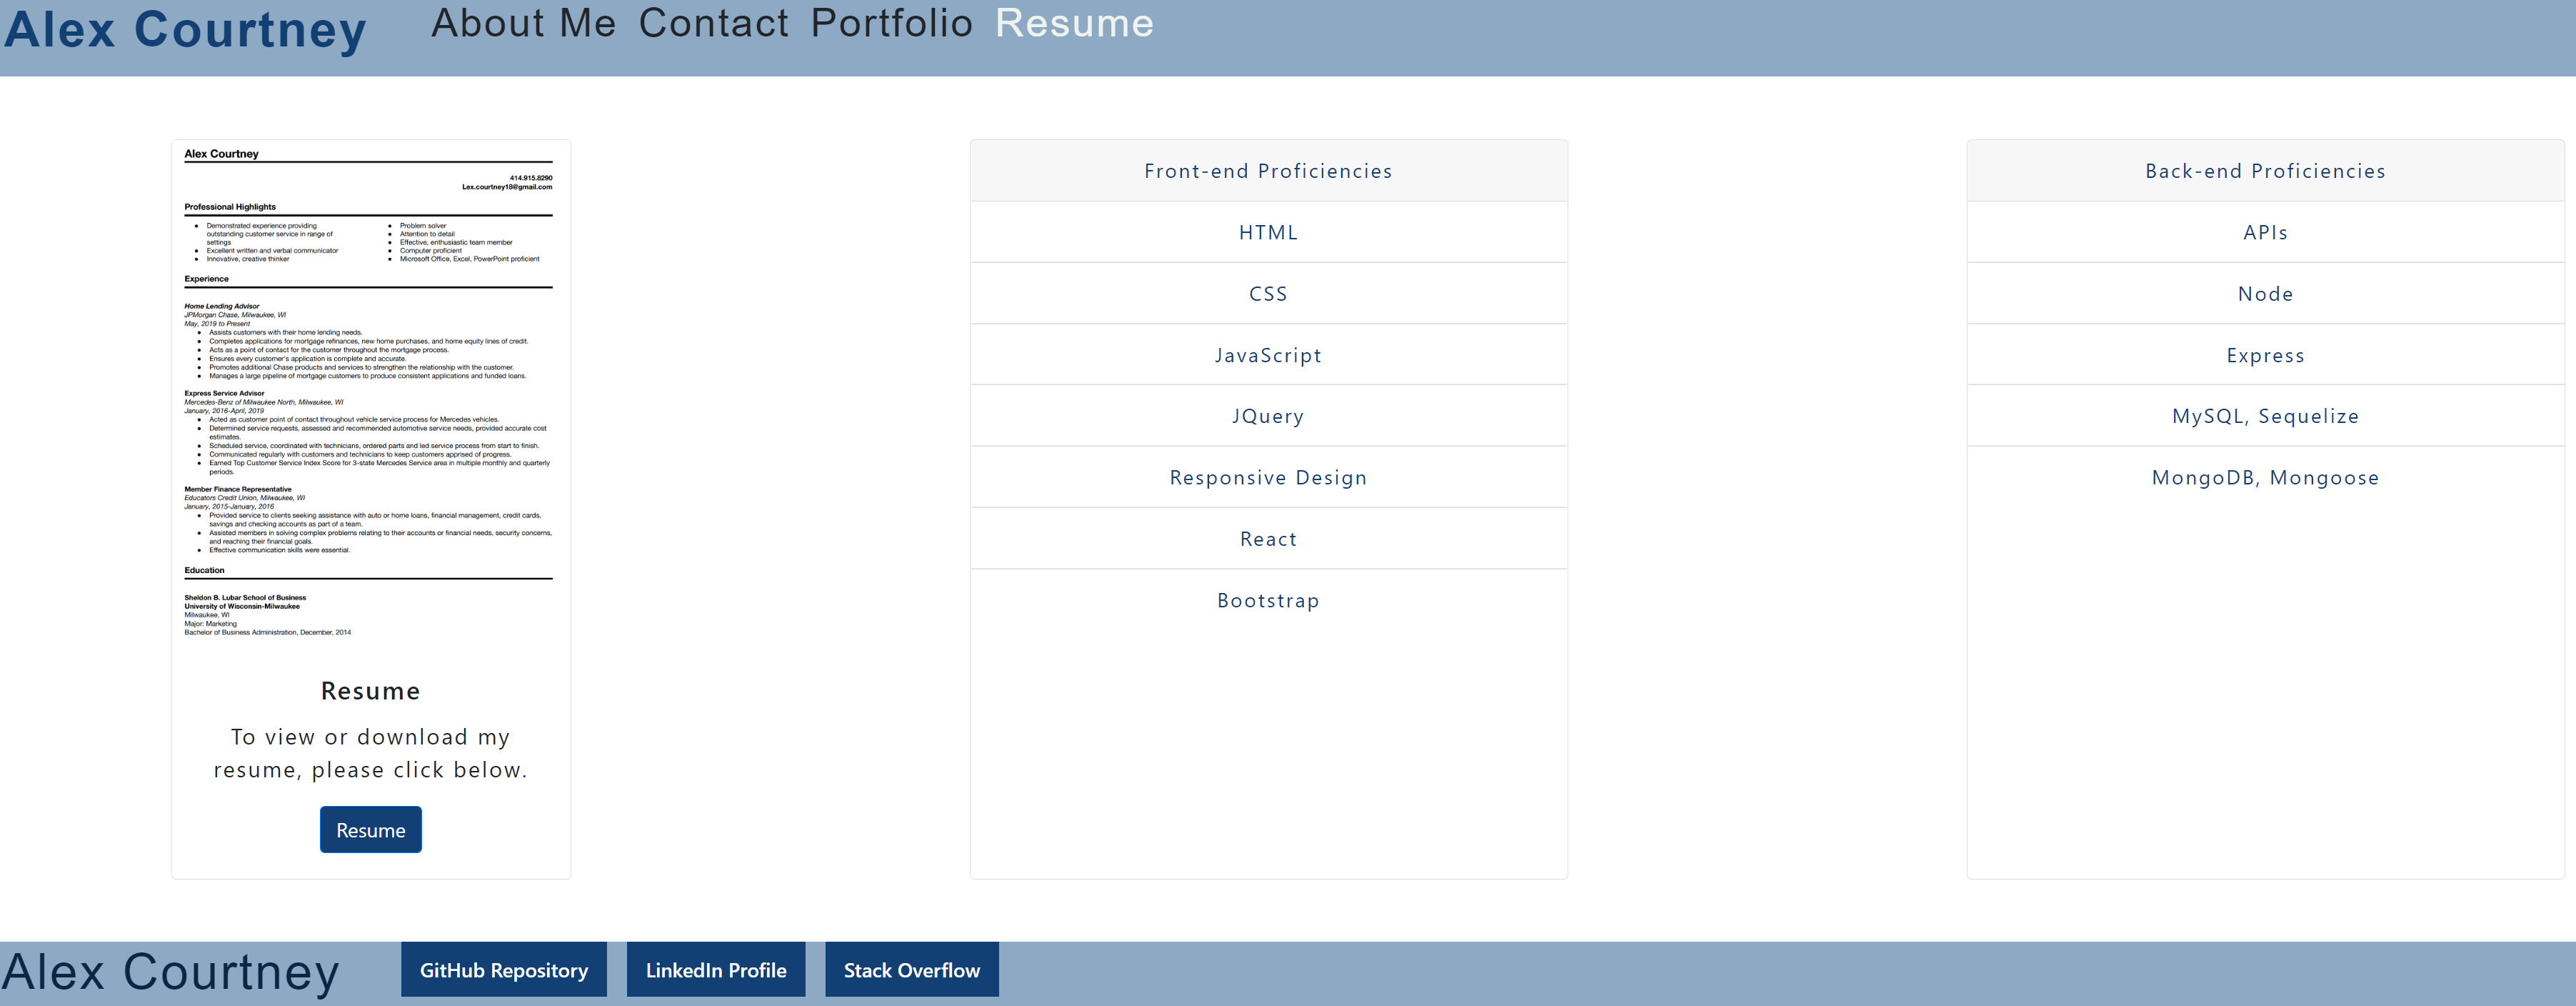 Alex Courtney About Me Contact Portfolio Resume
Alex Courtney
414.915.8290
Lex.courtney18@gmail.com
Professional Highlights
• Demonstrated experience providing
outstanding customer service in range of
settings
• Excellent written and verbal communicator
• Innovative, creative thinker
• Problem solver
• Attention to detail
• Effective, enthusiastic team member
• Computer proficient
• Microsoft Office, Excel, PowerPoint proficient
Experience
Home Lending Advisor
JPMorgan Chase, Milwaukee, WI
May, 2019 to Present
• Assists customers with their home lending needs.
• Completes applications for mortgage refinances, new home purchases, and home equity lines of credit.
• Acts as a point of contact for the customer throughout the mortgage process.
• Ensures every customer's application is complete and accurate.
• Promotes additional Chase products and services to strengthen the relationship with the customer.
• Manages a large pipeline of mortgage customers to produce consistent applications and funded loans.
Express Service Advisor
Mercedes-Benz of Milwaukee North, Milwaukee, WI
January, 2016-April, 2019
• Acted as customer point of contact throughout vehicle service process for Mercedes vehicles.
• Determined service requests, assessed and recommended automotive service needs, provided accurate cost
estimates.
• Scheduled service, coordinated with technicians, ordered parts and led service process from start to finish.
• Communicated regularly with customers and technicians to keep customers apprised of progress.
• Earned Top Customer Service Index Score for 3-state Mercedes Service area in multiple monthly and quarterly
periods.
Member Finance Representative
Educators Credit Union, Milwaukee, WI
January, 2015-January, 2016
• Provided service to clients seeking assistance with auto or home loans, financial management, credit cards,
savings and checking accounts as part of a team.
• Assisted members in solving complex problems relating to their accounts or financial needs, security concerns,
and reaching their financial goals.
• Effective communication skills were essential.
Education
Sheldon B. Lubar School of Business
University of Wisconsin-Milwaukee
Milwaukee, WI
Major: Marketing
Bachelor of Business Administration, December, 2014
Resume
To view or download my
resume, please click below.
Resume
Front-end Proficiencies
HTML
CSS
JavaScript
JQuery
Responsive Design
React
Bootstrap
Back-end Proficiencies
APIs
Node
Express
MySQL, Sequelize
MongoDB, Mongoose
Alex Courtney GitHub Repository LinkedIn Profile Stack Overflow